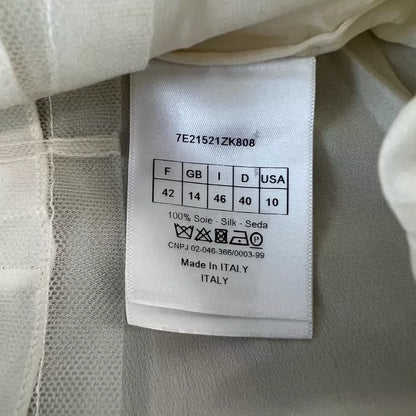 7E21521ZK808
F GB I D USA
42 14 46 40 10
100% Soie - Silk - Seda
CNPJ 02-046-366/0003-99
Made In ITALY
ITALY